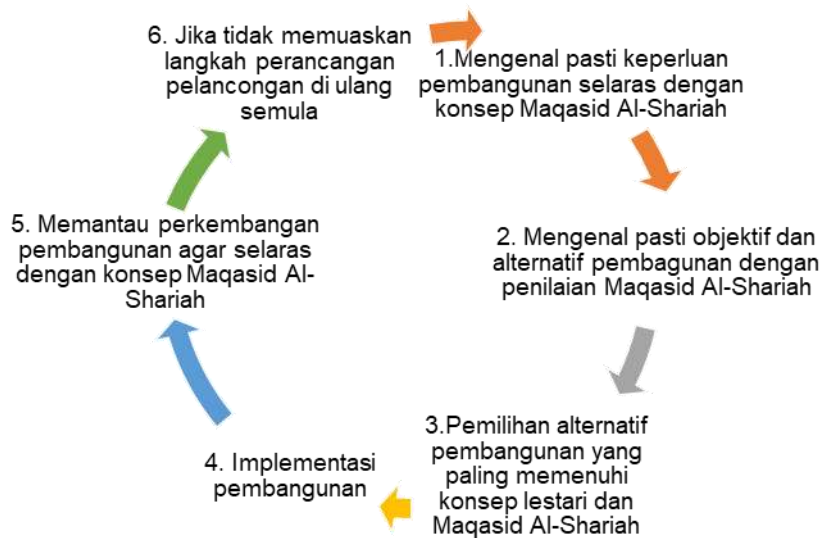 1.Mengenal pasti keperluan
pembangunan selaras dengan
konsep Maqasid Al-Shariah
2. Mengenal pasti objektif dan
alternatif pembagunan dengan
penilaian Maqasid Al-Shariah
3.Pemilihan alternatif
pembangunan yang
paling memenuhi
konsep lestari dan
Maqasid Al-Shariah
4. Implementasi
pembangunan
5. Memantau perkembangan
pembangunan agar selaras
dengan konsep Maqasid Al-
Shariah
6. Jika tidak memuaskan
langkah perancangan
pelancongan di ulang
semula